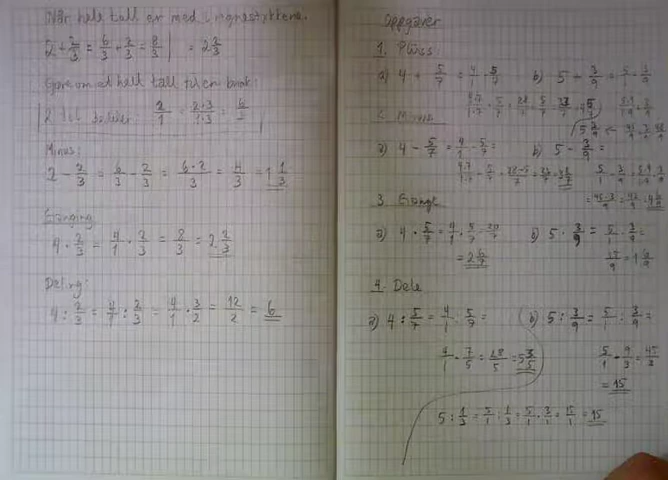 Når hele tall er med i regnestykkene.
2 + 2/3 = 6/3 + 2/3 = 8/3 = 2 2/3
Gjøre om et helt tall til en brøk:
2/1 = 2·3/1·3 = 6/3
Minus:
2 - 2/3 = 6/3 - 2/3 = 6-2/3 = 4/3 = 1 1/3
Ganging
4 · 2/3 = 4/1 · 2/3 = 8/3 = 2 2/3
Deling:
4 : 2/3 = 4/1 : 2/3 = 4/1 · 3/2 = 12/2 = 6
Oppgaver
1. Pluss:
a) 4 + 5/7 = 4/1 + 5/7
b) 5 + 3/9 = 5 + 3/9
2. Minus
a) 4 - 5/7 = 4/1 - 5/7 =
b) 5 - 3/9 =
3. Gange
a) 4 · 5/7 = 4/1 · 5/7 = 20/7
= 2 6/7
b) 5 · 3/9 = 5/1 · 3/9 =
15/9 = 1 6/9
4. Dele
a) 4 : 5/7 = 4/1 : 5/7 =
4/1 · 7/5 = 28/5 = 5 3/5
b) 5 : 3/9 = 5/1 : 3/9 =
5/1 · 9/3 = 45/3
= 15
5 : 1/3 = 5/1 : 1/3 = 5/1 · 3/1 = 15/1 = 15